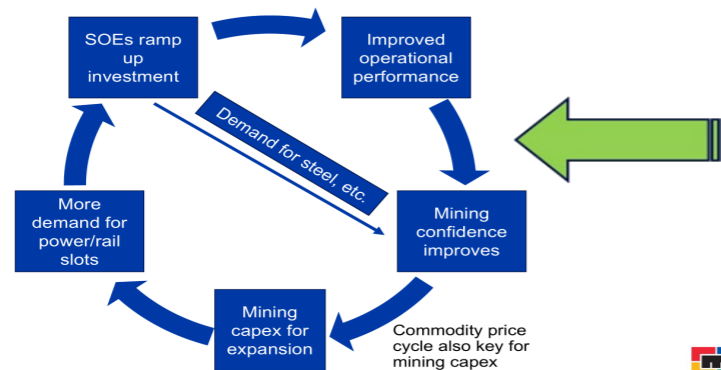 SOEs ramp
up
investment
Improved
operational
performance
Demand for steel, etc.
More
demand for
power/rail
slots
Mining
confidence
improves
Mining
capex for
expansion
Commodity price
cycle also key for
mining capex